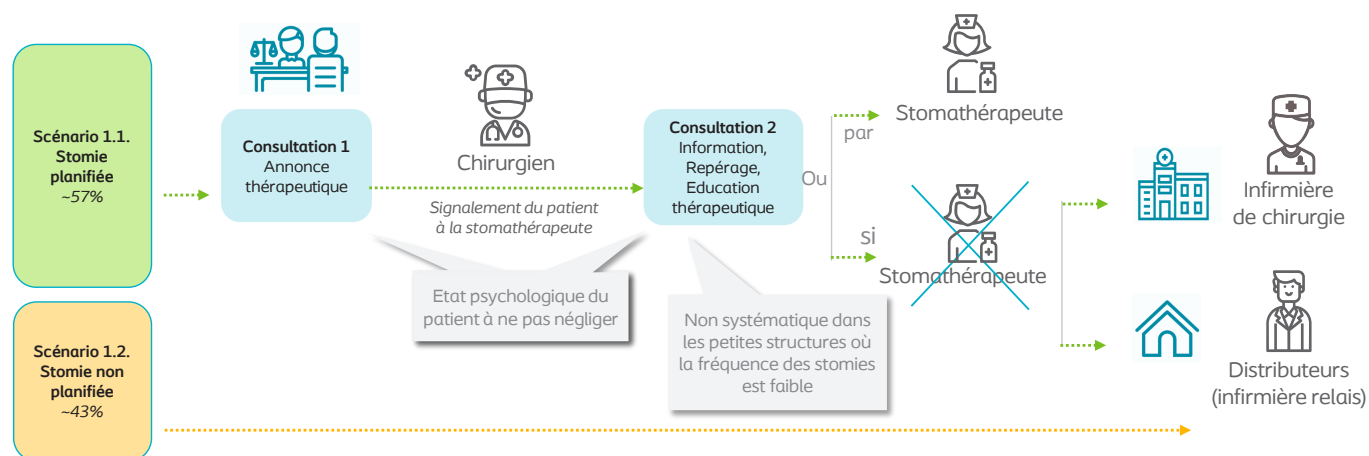 Scénario 1.1.
Stomie
planifiée
~57%
Consultation 1
Annonce
thérapeutique
Chirurgien
Signalement du patient
à la stomathérapeute
Consultation 2
Information,
Repérage,
Education
thérapeutique
Ou
par
Stomathérapeute
si
Stomathérapeute
Infirmière
de chirurgie
Distributeurs
(infirmière relais)
Etat psychologique du
patient à ne pas négliger
Non systématique dans
les petites structures où
la fréquence des stomies
est faible
Scénario 1.2.
Stomie non
planifiée
~43%